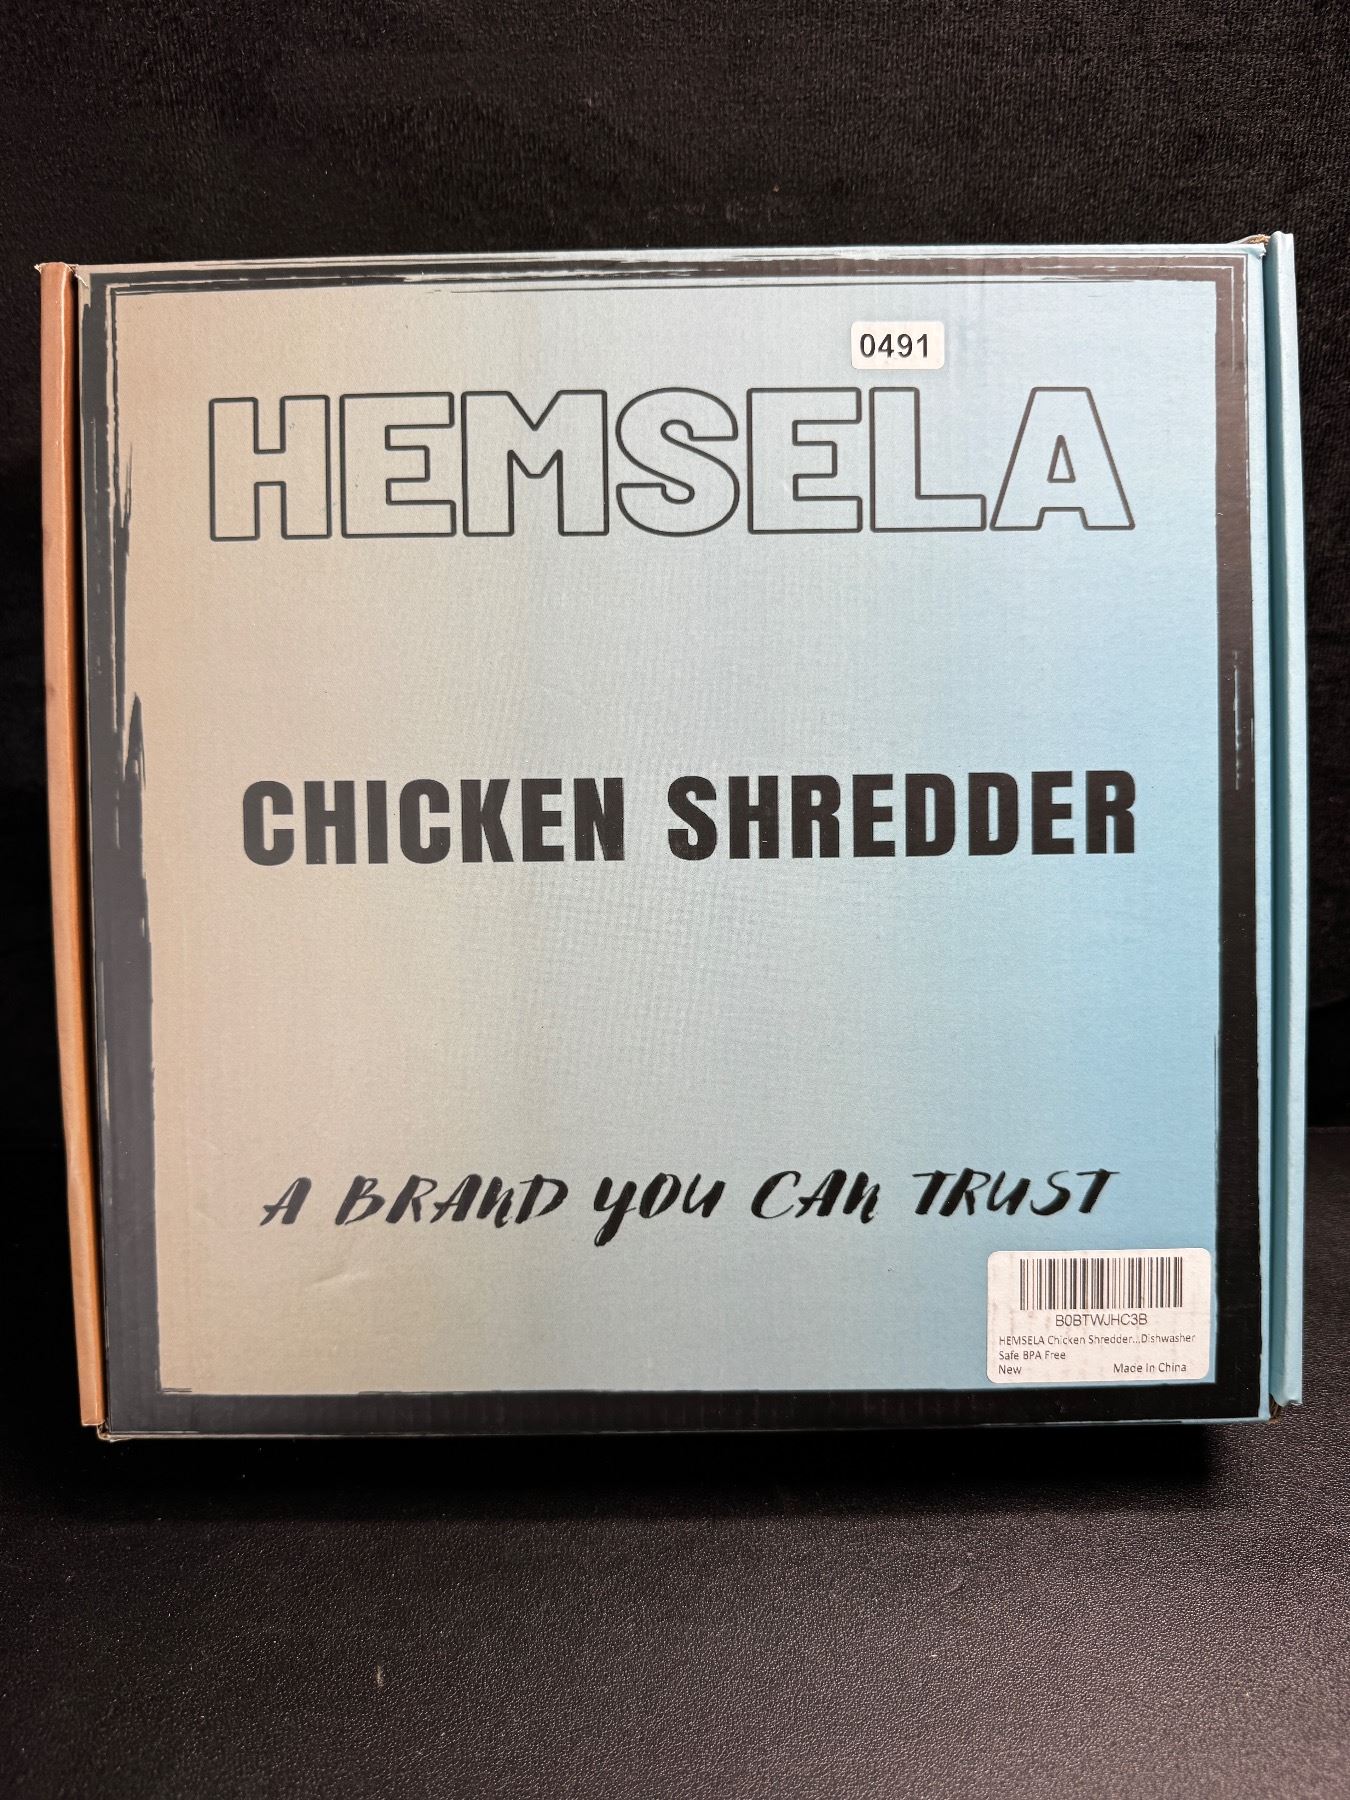 0491
HEMSELA
CHICKEN SHREDDER
A BRAND YOU CAN TRUST
B0BTWJHC3B
HEMSELA Chicken Shredder...Dishwasher
Safe BPA Free
New Made In China